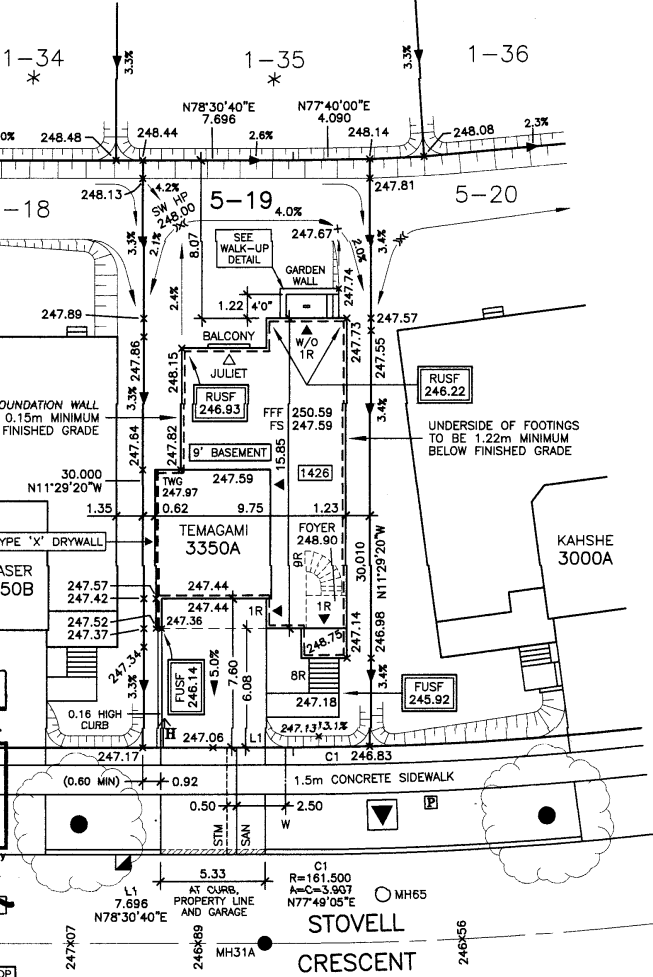 1-34
1-35
1-36
3.3%
3.3%
N78°30'40"E
7.696
N77°40'00"E
4.090
0%
248.48
248.44
2.6%
248.14
248.08
2.3%
248.13
4.2%
SW HP
248.00
5-19
247.81
5-20
-18
4.0%
SEE
WALK-UP
DETAIL
247.67
2.0%
3.4%
3.3%
2.1%
8.07
GARDEN
WALL
247.74
2.4%
1.22
4'0"
247.89
247.57
BALCONY
JULIET
W/O
1R
247.73
247.55
247.86
248.15
RUSF
246.93
RUSF
246.22
3.3%
3.4%
OUNDATION WALL
0.15m MINIMUM
FINISHED GRADE
FFF 250.59
FS 247.59
UNDERSIDE OF FOOTINGS
TO BE 1.22m MINIMUM
BELOW FINISHED GRADE
247.64
247.82
9' BASEMENT
15.85
30.000
N11°29'20"W
TWG
247.97
247.59
1426
1.35
0.62
9.75
1.23
TEMAGAMI
3350A
FOYER
248.90
9R
30.010
N11°29'20"W
KAHSHE
3000A
YPE 'X' DRYWALL
ASER
50B
247.57
247.42
247.44
247.44
1R
1R
247.52
247.37
247.36
248.75
247.14
246.98
247.34
3.3%
FUSF
246.14
5.0%
7.60
6.08
8R
247.18
3.4%
FUSF
245.92
0.16 HIGH
CURB
H
247.06
L1
247.13
13.1%
247.17
C1
246.83
(0.60 MIN)
0.92
1.5m CONCRETE SIDEWALK
0.50
2.50
STM
SAN
W
P
5.33
AT CURB,
PROPERTY LINE
AND GARAGE
L1
7.696
N78°30'40"E
C1
R=161.500
A=C=3.907
N77°49'05"E
MH65
STOVELL
CRESCENT
247x07
246x89
MH31A
246x56